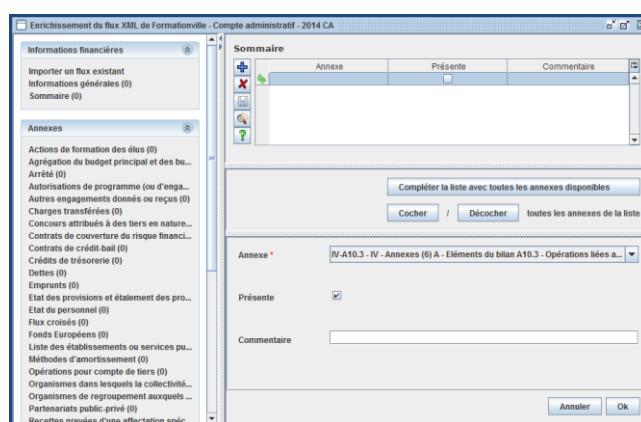 Enrichissement du flux XML de Formationville - Compte administratif - 2014 CA
Informations financières
Importer un flux existant
Informations générales (0)
Sommaire (0)
Annexes
Actions de formation des élus (0)
Agrégation du budget principal et des bu...
Arrêté (0)
Autorisations de programme (ou d'enga...
Autres engagements donnés ou reçus (0)
Charges transférées (0)
Concours attribués à des tiers en nature...
Contrats de couverture du risque financi...
Contrats de crédit-bail (0)
Crédits de trésorerie (0)
Dettes (0)
Emprunts (0)
Etat des provisions et étalement des pro...
Etat du personnel (0)
Flux croisés (0)
Fonds Européens (0)
Liste des établissements ou services pu...
Méthodes d'amortissement (0)
Opérations pour compte de tiers (0)
Organismes dans lesquels la collectivité...
Organismes de regroupement auxquels ...
Partenariats public-privé (0)
Recettes grevées d'une affectation spéc...
Sommaire
Annexe Présente Commentaire
Compléter la liste avec toutes les annexes disponibles
Cocher / Décocher toutes les annexes de la liste
Annexe * IV-A10.3 - IV - Annexes (6) A - Eléments du bilan A10.3 - Opérations liées a...
Présente
Commentaire
Annuler Ok